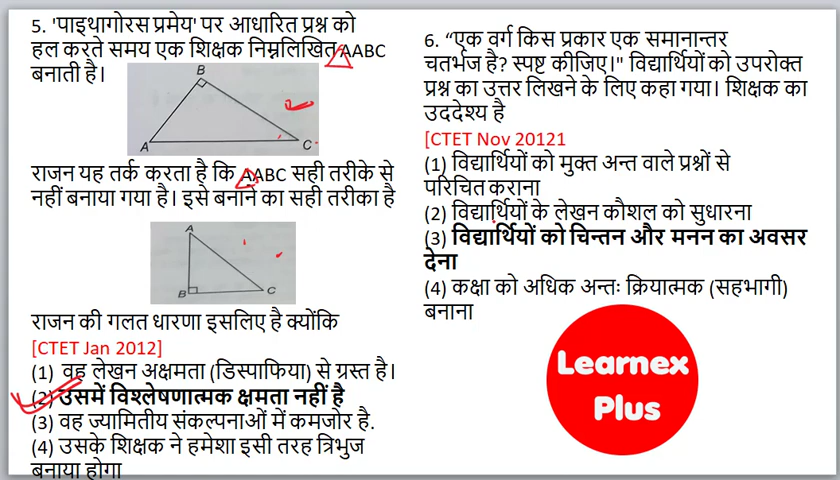 5. 'पाइथागोरस प्रमेय' पर आधारित प्रश्न को
हल करते समय एक शिक्षक निम्नलिखित AABC
बनाती है।
B
A
C
राजन यह तर्क करता है कि AABC सही तरीके से
नहीं बनाया गया है। इसे बनाने का सही तरीका है
A
B
C
राजन की गलत धारणा इसलिए है क्योंकि
[CTET Jan 2012]
(1) वह लेखन अक्षमता (डिस्पाफिया) से ग्रस्त है।
(2) उसमें विश्लेषणात्मक क्षमता नहीं है
(3) वह ज्यामितीय संकल्पनाओं में कमजोर है.
(4) उसके शिक्षक ने हमेशा इसी तरह त्रिभुज
बनाया होगा
6. “एक वर्ग किस प्रकार एक समानान्तर
चतर्भज है? स्पष्ट कीजिए।" विद्यार्थियों को उपरोक्त
प्रश्न का उत्तर लिखने के लिए कहा गया। शिक्षक का
उददेश्य है
[CTET Nov 20121
(1) विद्यार्थियों को मुक्त अन्त वाले प्रश्नों से
परिचित कराना
(2) विद्यार्थियों के लेखन कौशल को सुधारना
(3) विद्यार्थियों को चिन्तन और मनन का अवसर
देना
(4) कक्षा को अधिक अन्तः क्रियात्मक (सहभागी)
बनाना
Learnex
Plus